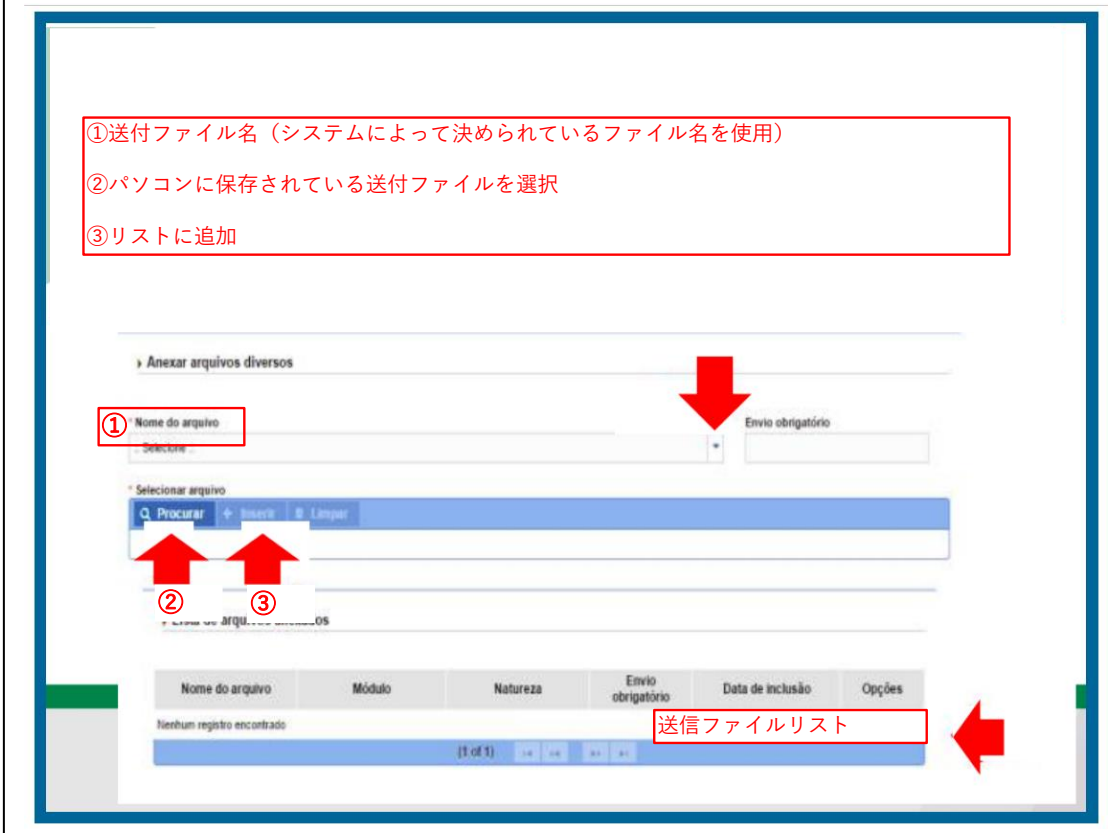 ①送付ファイル名（システムによって決められているファイル名を使用）
②パソコンに保存されている送付ファイルを選択
③リストに追加
Anexar arquivos diversos
①
* Nome do arquivo
Envio obrigatório
.: Selecione :.
* Selecionar arquivo
Procurar + Inserir Limpar
② ③
Lista de arquivos anexados
Nome do arquivo Módulo Natureza Envio obrigatório Data de inclusão Opções
Nenhum registro encontrado
送信ファイルリスト
(1 of 1)